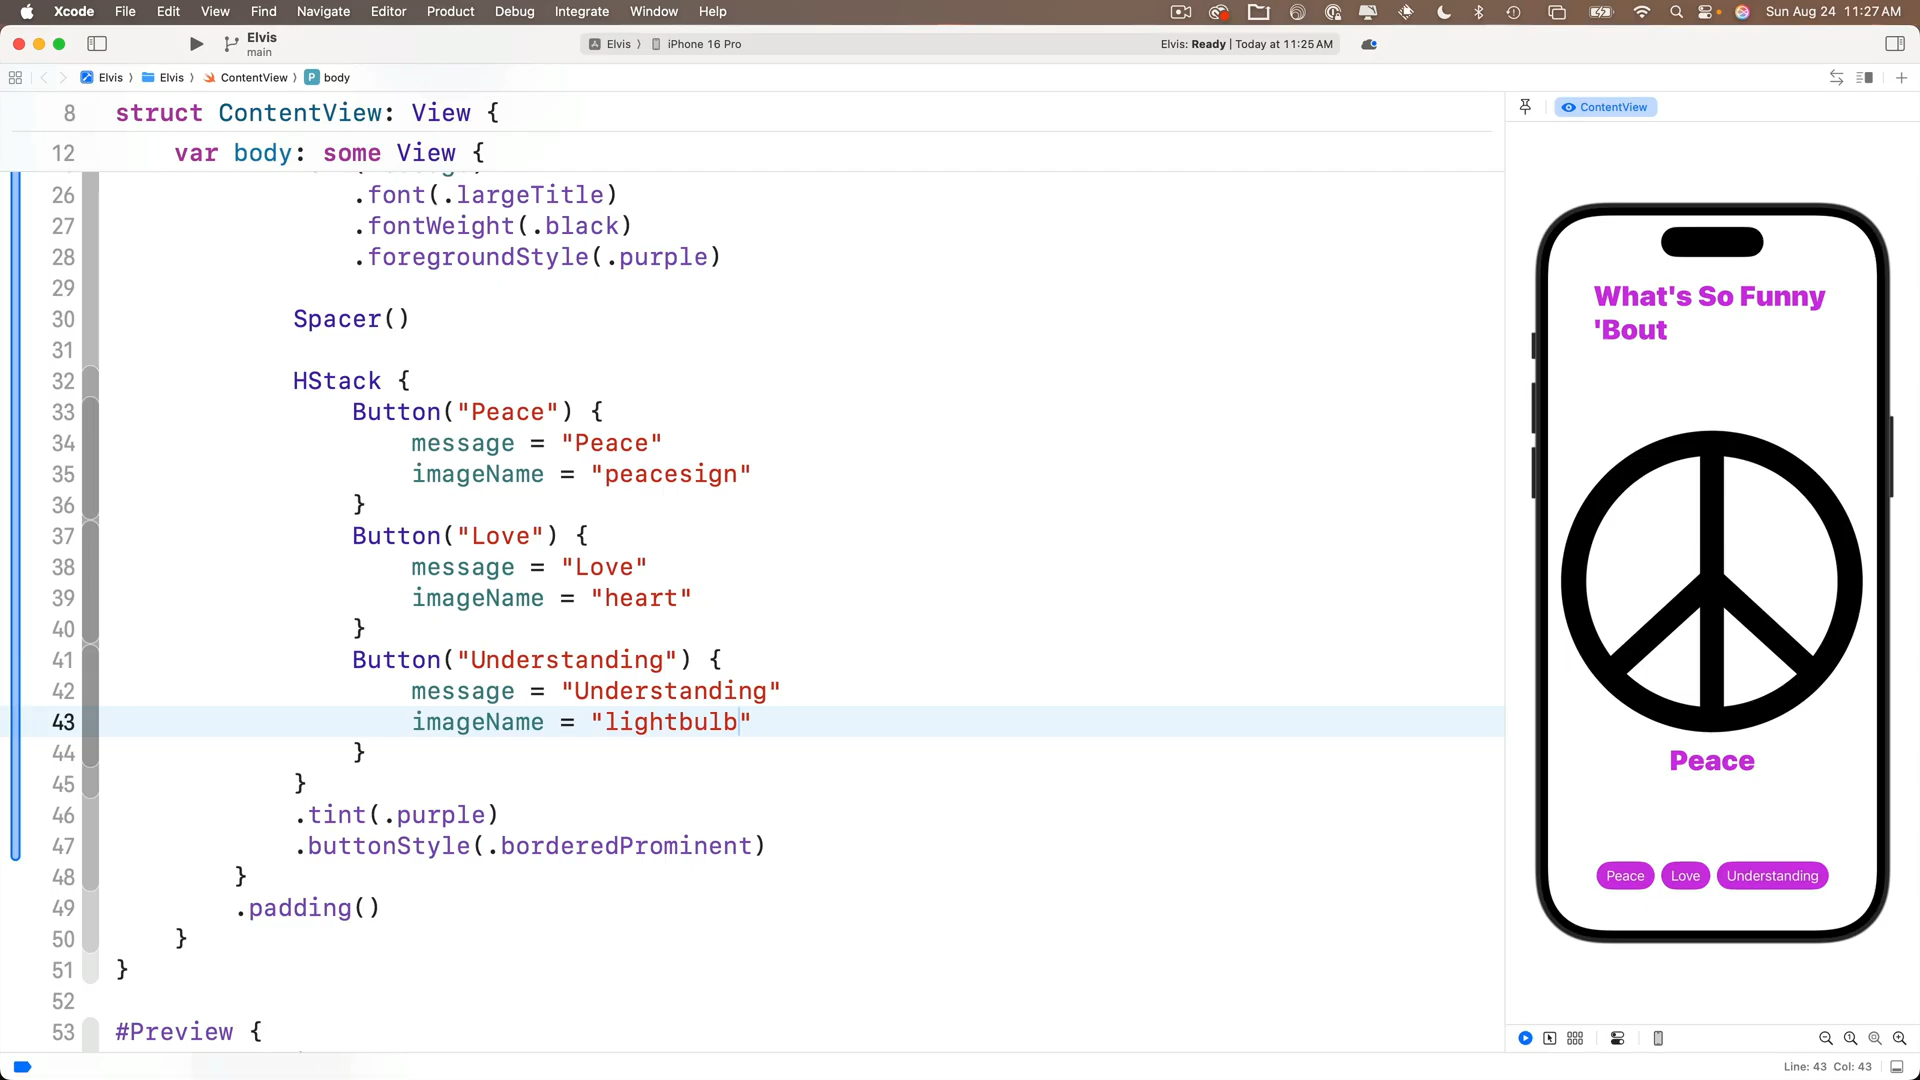 Xcode File Edit View Find Navigate Editor Product Debug Integrate Window Help Sun Aug 24 11:27 AM
Elvis
main
Elvis iPhone 16 Pro Elvis: Ready | Today at 11:25 AM
Elvis Elvis ContentView P body
8 struct ContentView: View {
12 var body: some View {
26 .font(.largeTitle)
27 .fontWeight(.black)
28 .foregroundStyle(.purple)
29
30 Spacer()
31
32 HStack {
33 Button("Peace") {
34 message = "Peace"
35 imageName = "peacesign"
36 }
37 Button("Love") {
38 message = "Love"
39 imageName = "heart"
40 }
41 Button("Understanding") {
42 message = "Understanding"
43 imageName = "lightbulb"
44 }
45 }
46 .tint(.purple)
47 .buttonStyle(.borderedProminent)
48 }
49 .padding()
50 }
51 }
52
53 #Preview {
ContentView
What's So Funny
'Bout
Peace
Peace Love Understanding
Line: 43 Col: 43